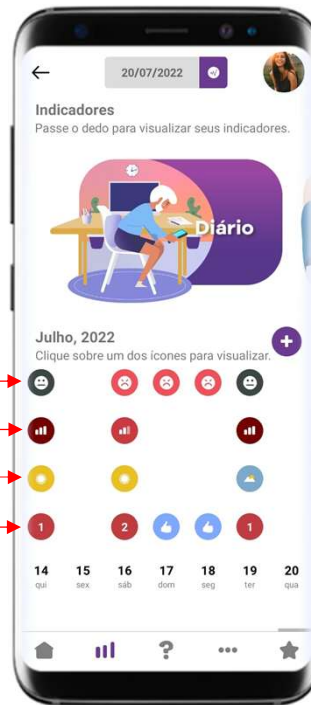 20/07/2022
Indicadores
Passe o dedo para visualizar seus indicadores.
Diário
Julho, 2022
Clique sobre um dos ícones para visualizar.
1 2 1
14 15 16 17 18 19 20
qui sex sáb dom seg ter qua
?